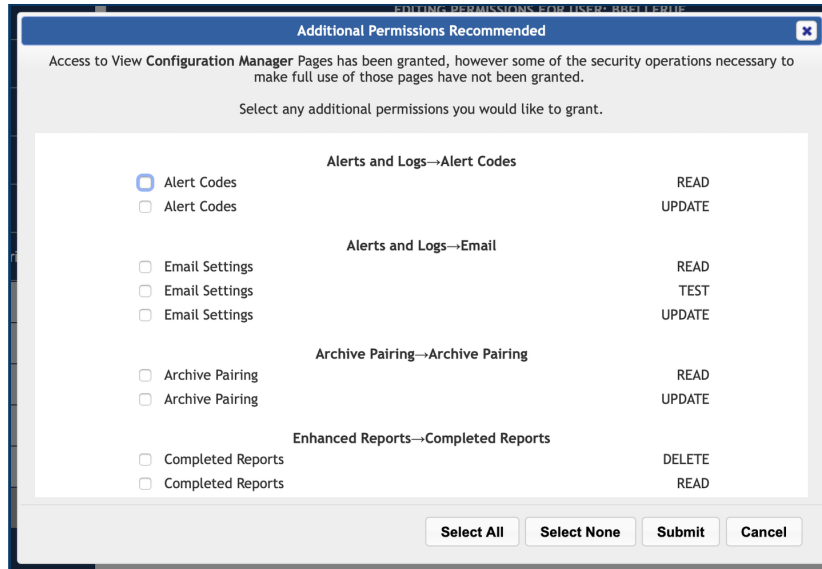 EDITING PERMISSIONS FOR USER: BBELLERUE
Additional Permissions Recommended
Access to View Configuration Manager Pages has been granted, however some of the security operations necessary to
make full use of those pages have not been granted.
Select any additional permissions you would like to grant.
Alerts and Logs→Alert Codes
Alert Codes READ
Alert Codes UPDATE
Alerts and Logs→Email
Email Settings READ
Email Settings TEST
Email Settings UPDATE
Archive Pairing→Archive Pairing
Archive Pairing READ
Archive Pairing UPDATE
Enhanced Reports→Completed Reports
Completed Reports DELETE
Completed Reports READ
Select All Select None Submit Cancel